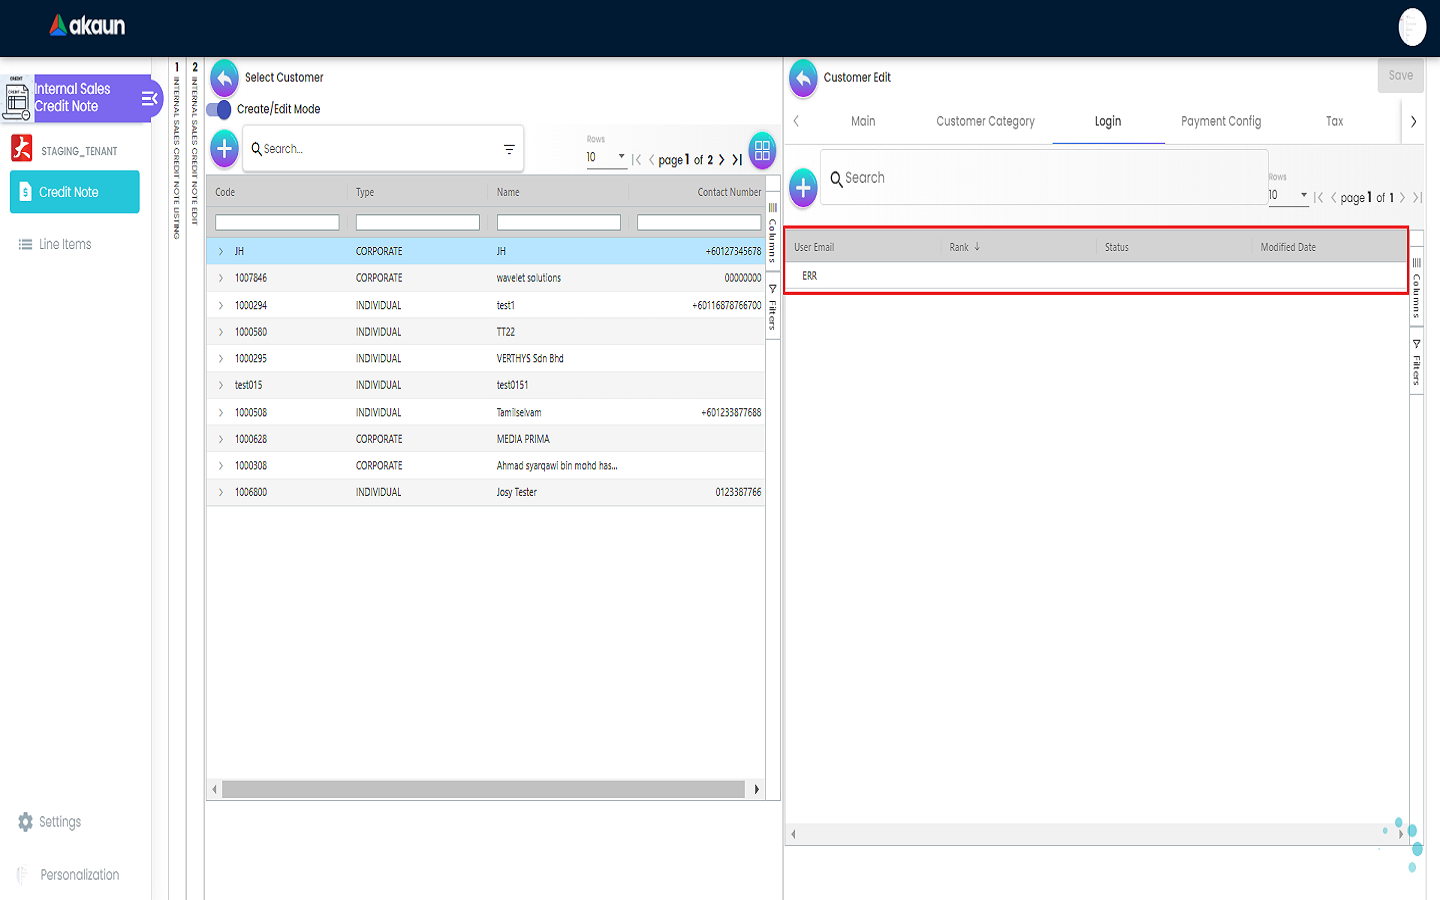 akaun
Internal Sales
Credit Note
STAGING_TENANT
Credit Note
Line Items
Settings
Personalization
1 INTERNAL SALES CREDIT NOTE LISTING
2 INTERNAL SALES CREDIT NOTE EDIT
Select Customer
Create/Edit Mode
Search...
Rows
10
page 1 of 2
Code Type Name Contact Number
JH CORPORATE JH +60127345678
1007846 CORPORATE wavelet solutions 00000000
1000294 INDIVIDUAL test1 +60116878766700
1000580 INDIVIDUAL TT22
1000295 INDIVIDUAL VERTHYS Sdn Bhd
test015 INDIVIDUAL test0151
1000508 INDIVIDUAL Tamilselvam +601233877688
1000628 CORPORATE MEDIA PRIMA
1000308 CORPORATE Ahmad syarqawi bin mohd has...
1006800 INDIVIDUAL Josy Tester 0123387766
Columns
Filters
Customer Edit
Save
Main Customer Category Login Payment Config Tax
Search
Rows
10
page 1 of 1
User Email Rank Status Modified Date
ERR
Columns
Filters